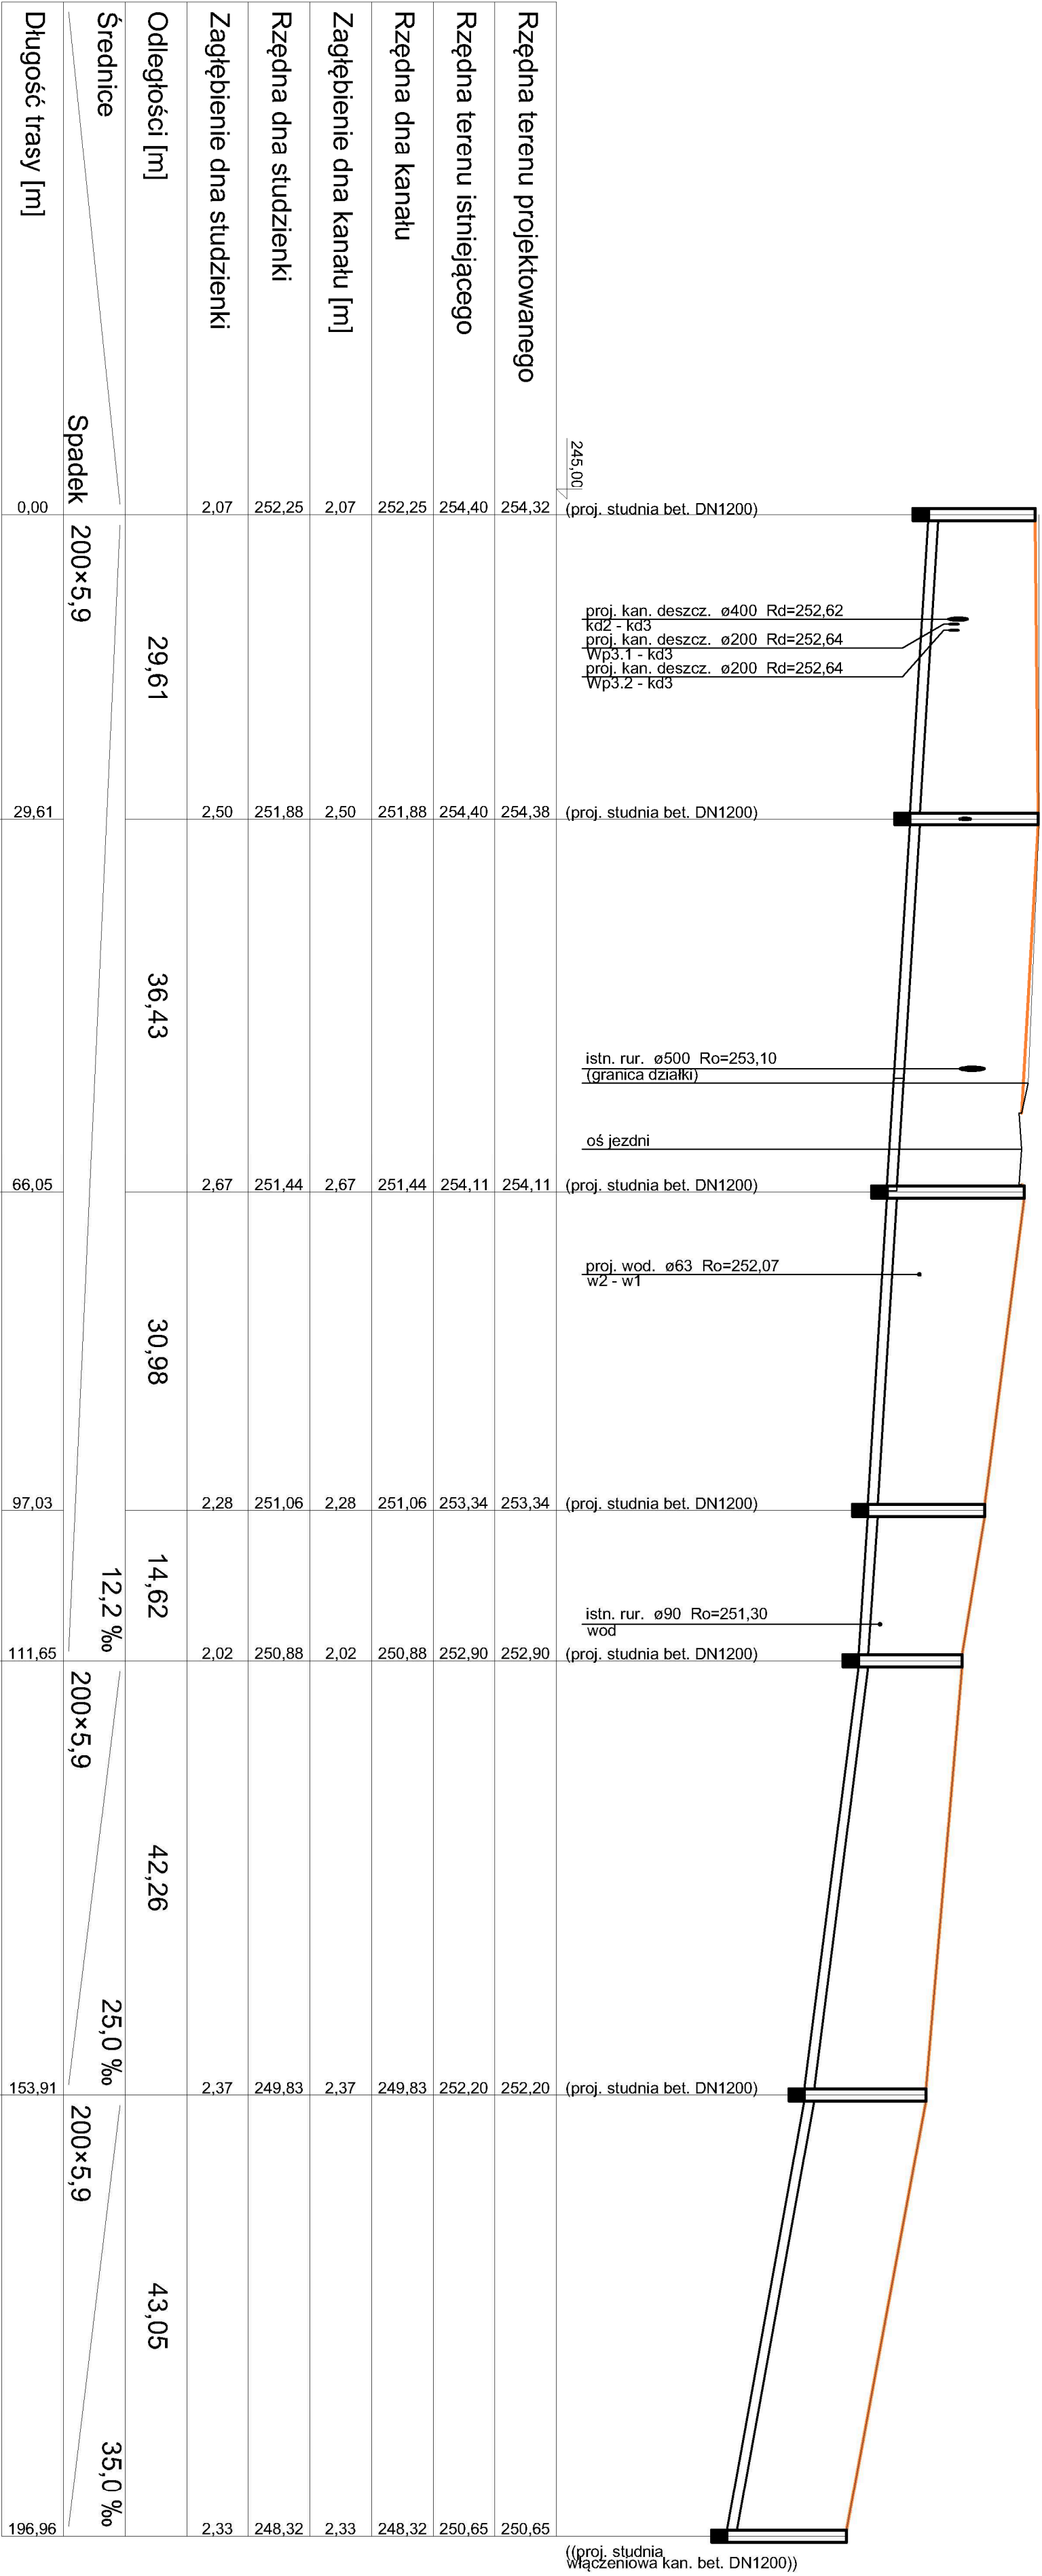 245,00
(proj. studnia bet. DN1200)
proj. kan. deszcz. ø400 Rd=252,62
kd2 - kd3
proj. kan. deszcz. ø200 Rd=252,64
Wp3.1 - kd3
proj. kan. deszcz. ø200 Rd=252,64
Wp3.2 - kd3
(proj. studnia bet. DN1200)
istn. rur. ø500 Ro=253,10
(granica działki)
oś jezdni
(proj. studnia bet. DN1200)
proj. wod. ø63 Ro=252,07
w2 - w1
(proj. studnia bet. DN1200)
istn. rur. ø90 Ro=251,30
wod
(proj. studnia bet. DN1200)
(proj. studnia bet. DN1200)
((proj. studnia
włączeniowa kan. bet. DN1200))
Rzędna terenu projektowanego
254,32 254,38 254,11 253,34 252,90 252,20 250,65
Rzędna terenu istniejącego
254,40 254,40 254,11 253,34 252,90 252,20 250,65
Rzędna dna kanału
252,25 251,88 251,44 251,06 250,88 249,83 248,32
Zagłębienie dna kanału [m]
2,07 2,50 2,67 2,28 2,02 2,37 2,33
Rzędna dna studzienki
252,25 251,88 251,44 251,06 250,88 249,83 248,32
Zagłębienie dna studzienki
2,07 2,50 2,67 2,28 2,02 2,37 2,33
Odległości [m]
29,61 36,43 30,98 14,62 42,26 43,05
Średnice
12,2 ‰ 25,0 ‰ 35,0 ‰
Spadek
200×5,9 200×5,9 200×5,9
Długość trasy [m]
0,00 29,61 66,05 97,03 111,65 153,91 196,96